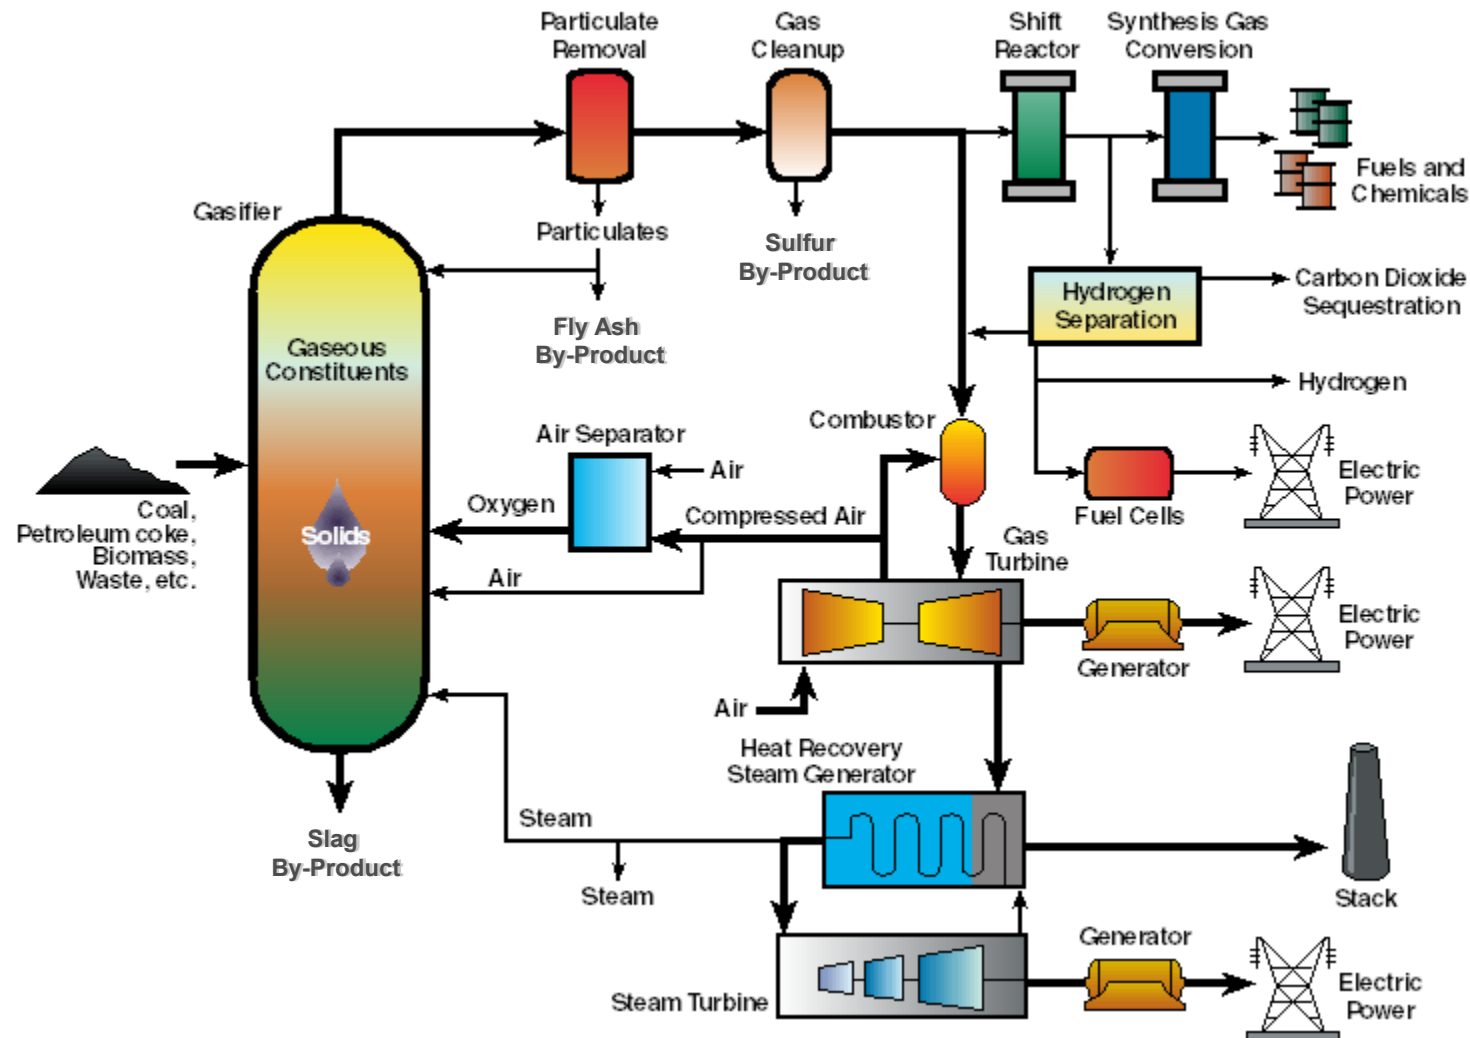 Particulate
Removal
Gas
Cleanup
Shift
Reactor
Synthesis Gas
Conversion
Fuels and
Chemicals
Gasifier
Particulates
Sulfur
By-Product
Fly Ash
By-Product
Hydrogen
Separation
Carbon Dioxide
Sequestration
Hydrogen
Gaseous
Constituents
Combustor
Air Separator
Air
Electric
Power
Fuel Cells
Oxygen
Compressed Air
Coal,
Petroleum coke,
Biomass,
Waste, etc.
Solids
Air
Gas
Turbine
Electric
Power
Generator
Air
Heat Recovery
Steam Generator
Steam
Slag
By-Product
Steam
Stack
Generator
Steam Turbine
Electric
Power